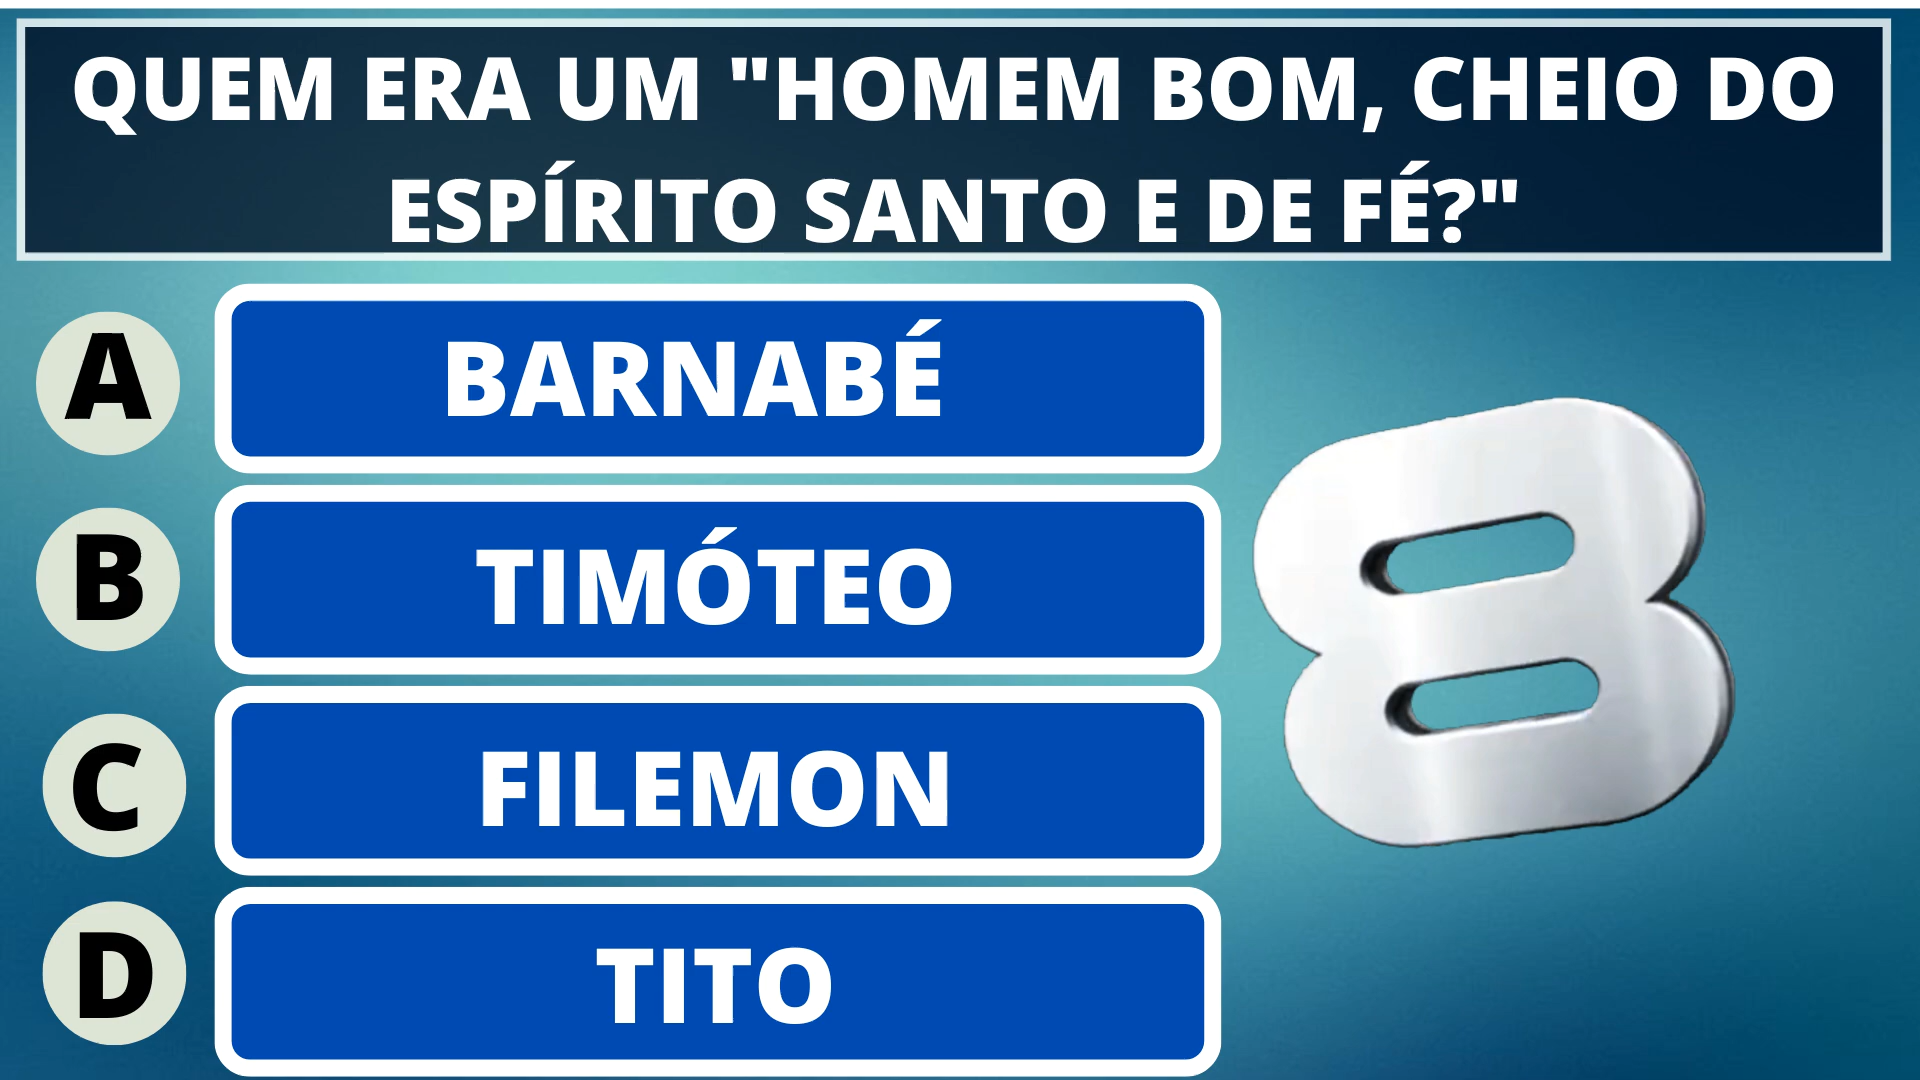 QUEM ERA UM "HOMEM BOM, CHEIO DO
ESPÍRITO SANTO E DE FÉ?"
A
BARNABÉ
B
TIMÓTEO
C
FILEMON
D
TITO
8